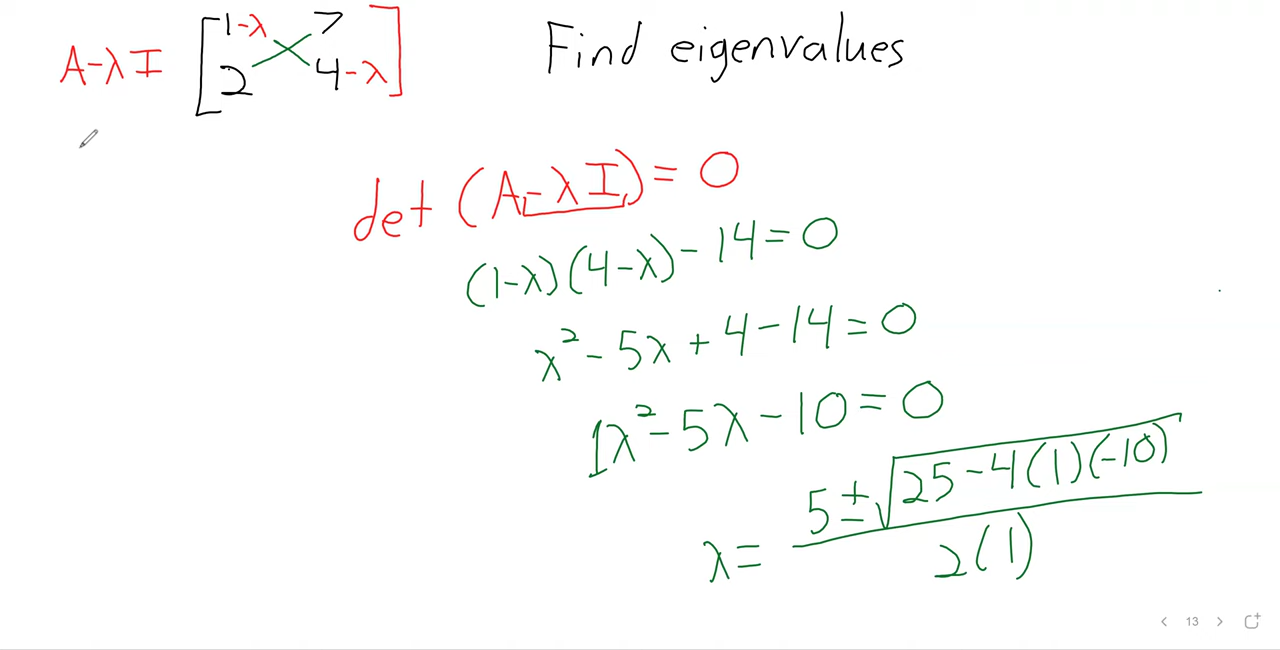 A-λI [1-λ 7
2 4-λ]
Find eigenvalues
det (A-λI)=0
(1-λ)(4-λ)-14=0
λ²-5λ+4-14=0
1λ²-5λ-10=0
λ= 5±√25-4(1)(-10)
2(1)
13